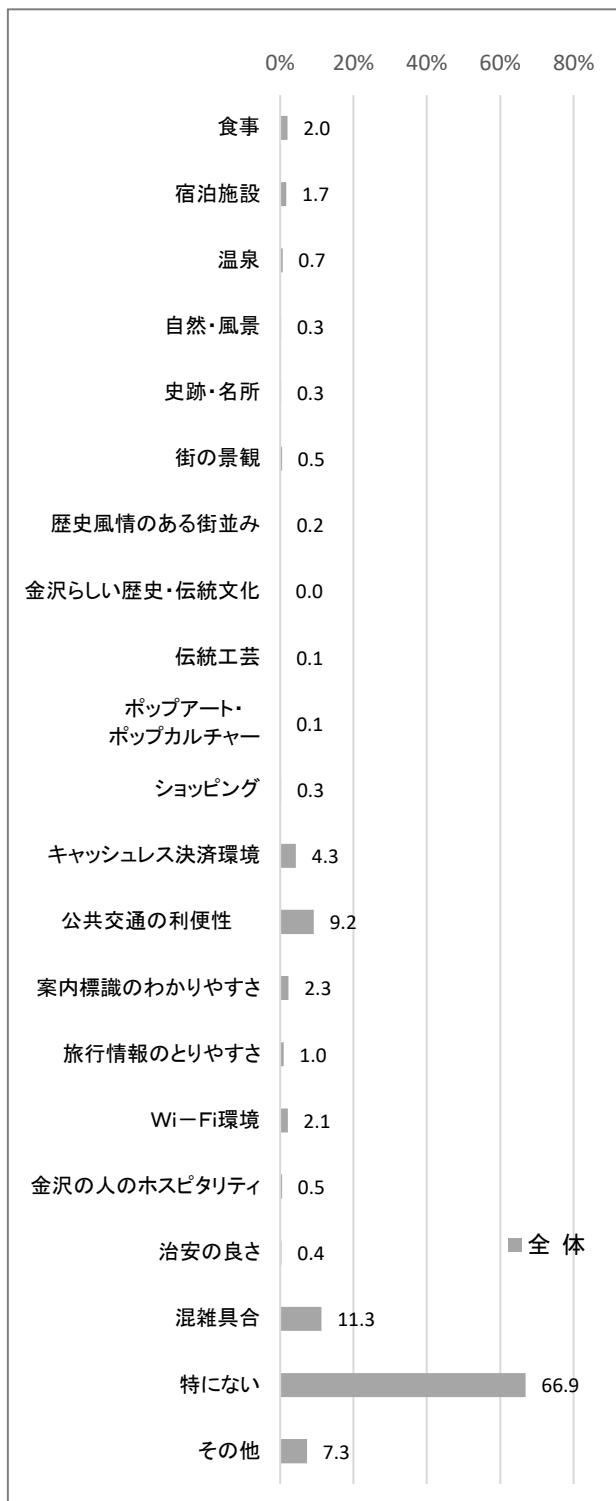 0% 20% 40% 60% 80%
食事 2.0
宿泊施設 1.7
温泉 0.7
自然・風景 0.3
史跡・名所 0.3
街の景観 0.5
歴史風情のある街並み 0.2
金沢らしい歴史・伝統文化 0.0
伝統工芸 0.1
ポップアート・
ポップカルチャー 0.1
ショッピング 0.3
キャッシュレス決済環境 4.3
公共交通の利便性 9.2
案内標識のわかりやすさ 2.3
旅行情報のとりやすさ 1.0
Wi－Fi環境 2.1
金沢の人のホスピタリティ 0.5
全 体
治安の良さ 0.4
混雑具合 11.3
特にない 66.9
その他 7.3